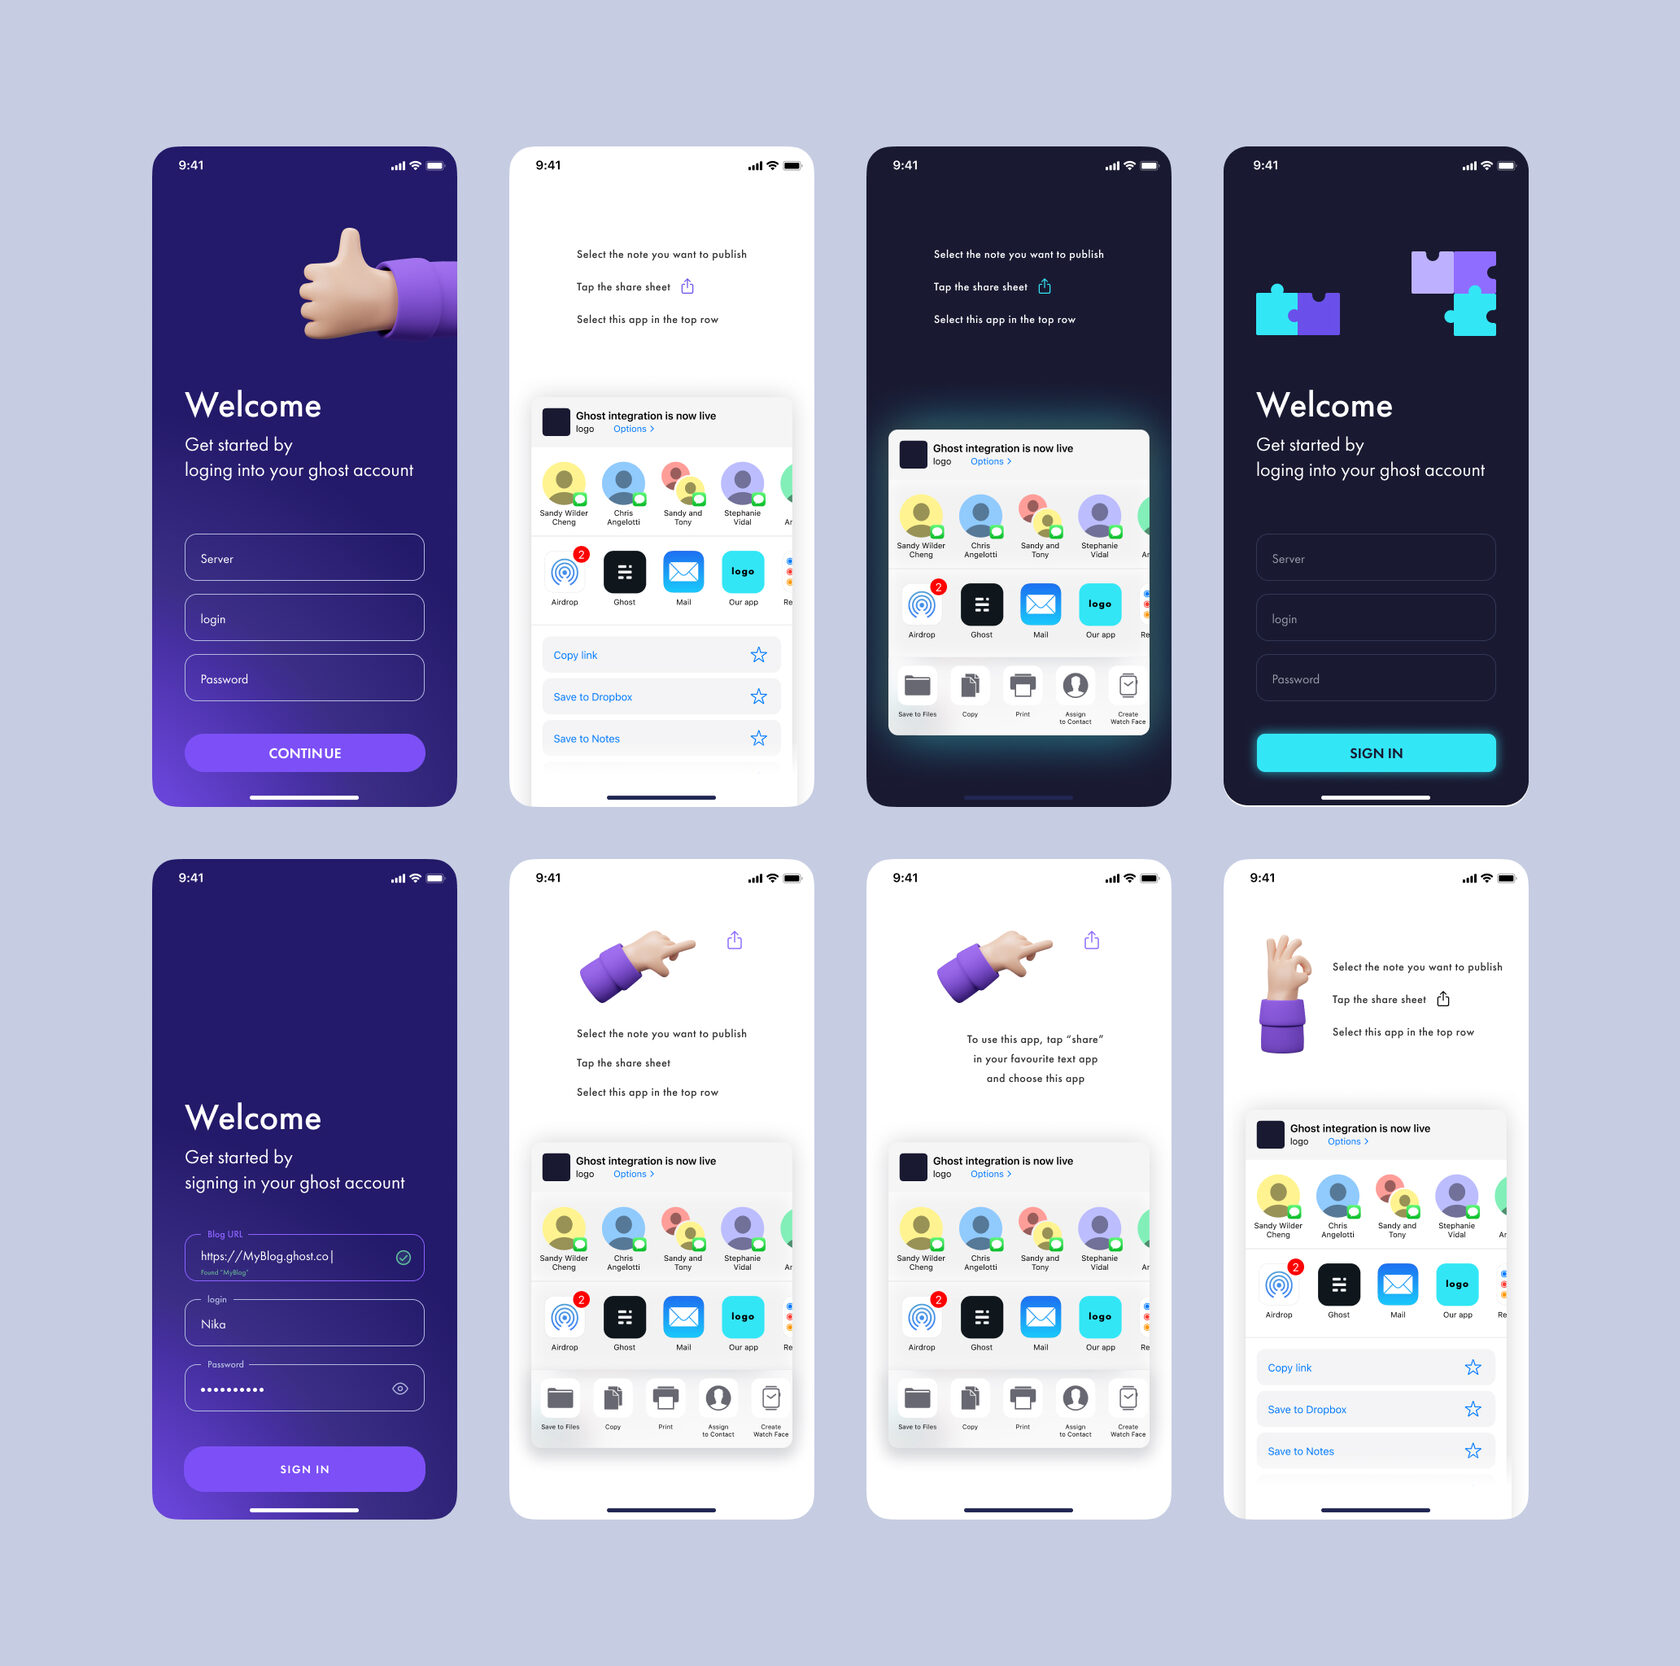 9:41
Welcome
Get started by
loging into your ghost account
Server
login
Password
CONTINUE
9:41
Select the note you want to publish
Tap the share sheet
Select this app in the top row
Ghost integration is now live
logo Options >
Sandy Wilder
Cheng
Chris
Angelotti
Sandy and
Tony
Stephanie
Vidal
Ar
2
logo
Airdrop
Ghost
Mail
Our app
Re
Copy link
Save to Dropbox
Save to Notes
9:41
Select the note you want to publish
Tap the share sheet
Select this app in the top row
Ghost integration is now live
logo Options >
Sandy Wilder
Cheng
Chris
Angelotti
Sandy and
Tony
Stephanie
Vidal
Ar
2
logo
Airdrop
Ghost
Mail
Our app
Re
Save to Files
Copy
Print
Assign
to Contact
Create
Watch Face
9:41
Welcome
Get started by
loging into your ghost account
Server
login
Password
SIGN IN
9:41
Welcome
Get started by
signing in your ghost account
Blog URL
https://MyBlog.ghost.co|
Found "MyBlog"
login
Nika
Password
SIGN IN
9:41
Select the note you want to publish
Tap the share sheet
Select this app in the top row
Ghost integration is now live
logo Options >
Sandy Wilder
Cheng
Chris
Angelotti
Sandy and
Tony
Stephanie
Vidal
Ar
2
logo
Airdrop
Ghost
Mail
Our app
Re
Save to Files
Copy
Print
Assign
to Contact
Create
Watch Face
9:41
To use this app, tap “share”
in your favourite text app
and choose this app
Ghost integration is now live
logo Options >
Sandy Wilder
Cheng
Chris
Angelotti
Sandy and
Tony
Stephanie
Vidal
Ar
2
logo
Airdrop
Ghost
Mail
Our app
Re
Save to Files
Copy
Print
Assign
to Contact
Create
Watch Face
9:41
Select the note you want to publish
Tap the share sheet
Select this app in the top row
Ghost integration is now live
logo Options >
Sandy Wilder
Cheng
Chris
Angelotti
Sandy and
Tony
Stephanie
Vidal
Ar
2
logo
Airdrop
Ghost
Mail
Our app
Re
Copy link
Save to Dropbox
Save to Notes